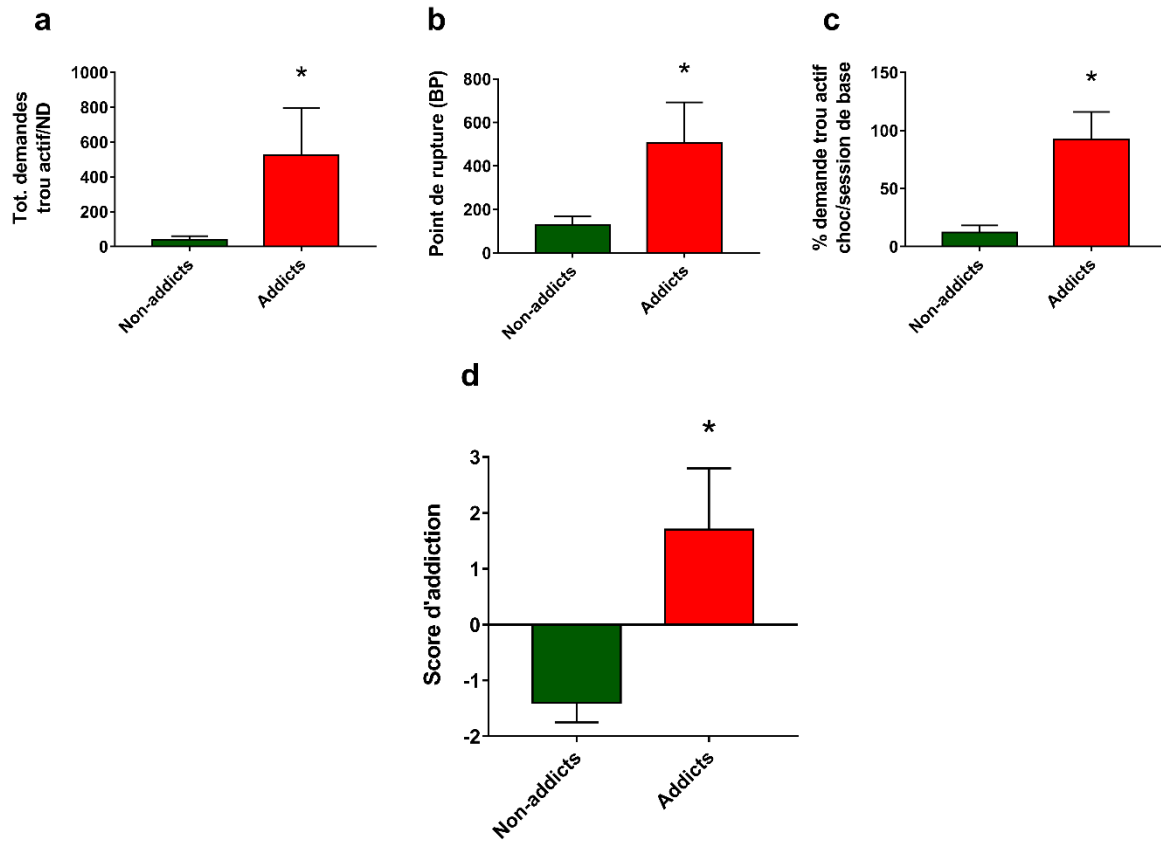 a
Tot. demandes
trou actif/ND
1000
800
600
400
200
0
*
Non-addicts
Addicts
b
Point de rupture (BP)
800
600
400
200
0
*
Non-addicts
Addicts
c
% demande trou actif
choc/session de base
150
100
50
0
*
Non-addicts
Addicts
d
Score d'addiction
3
2
1
0
-1
-2
*
Non-addicts
Addicts